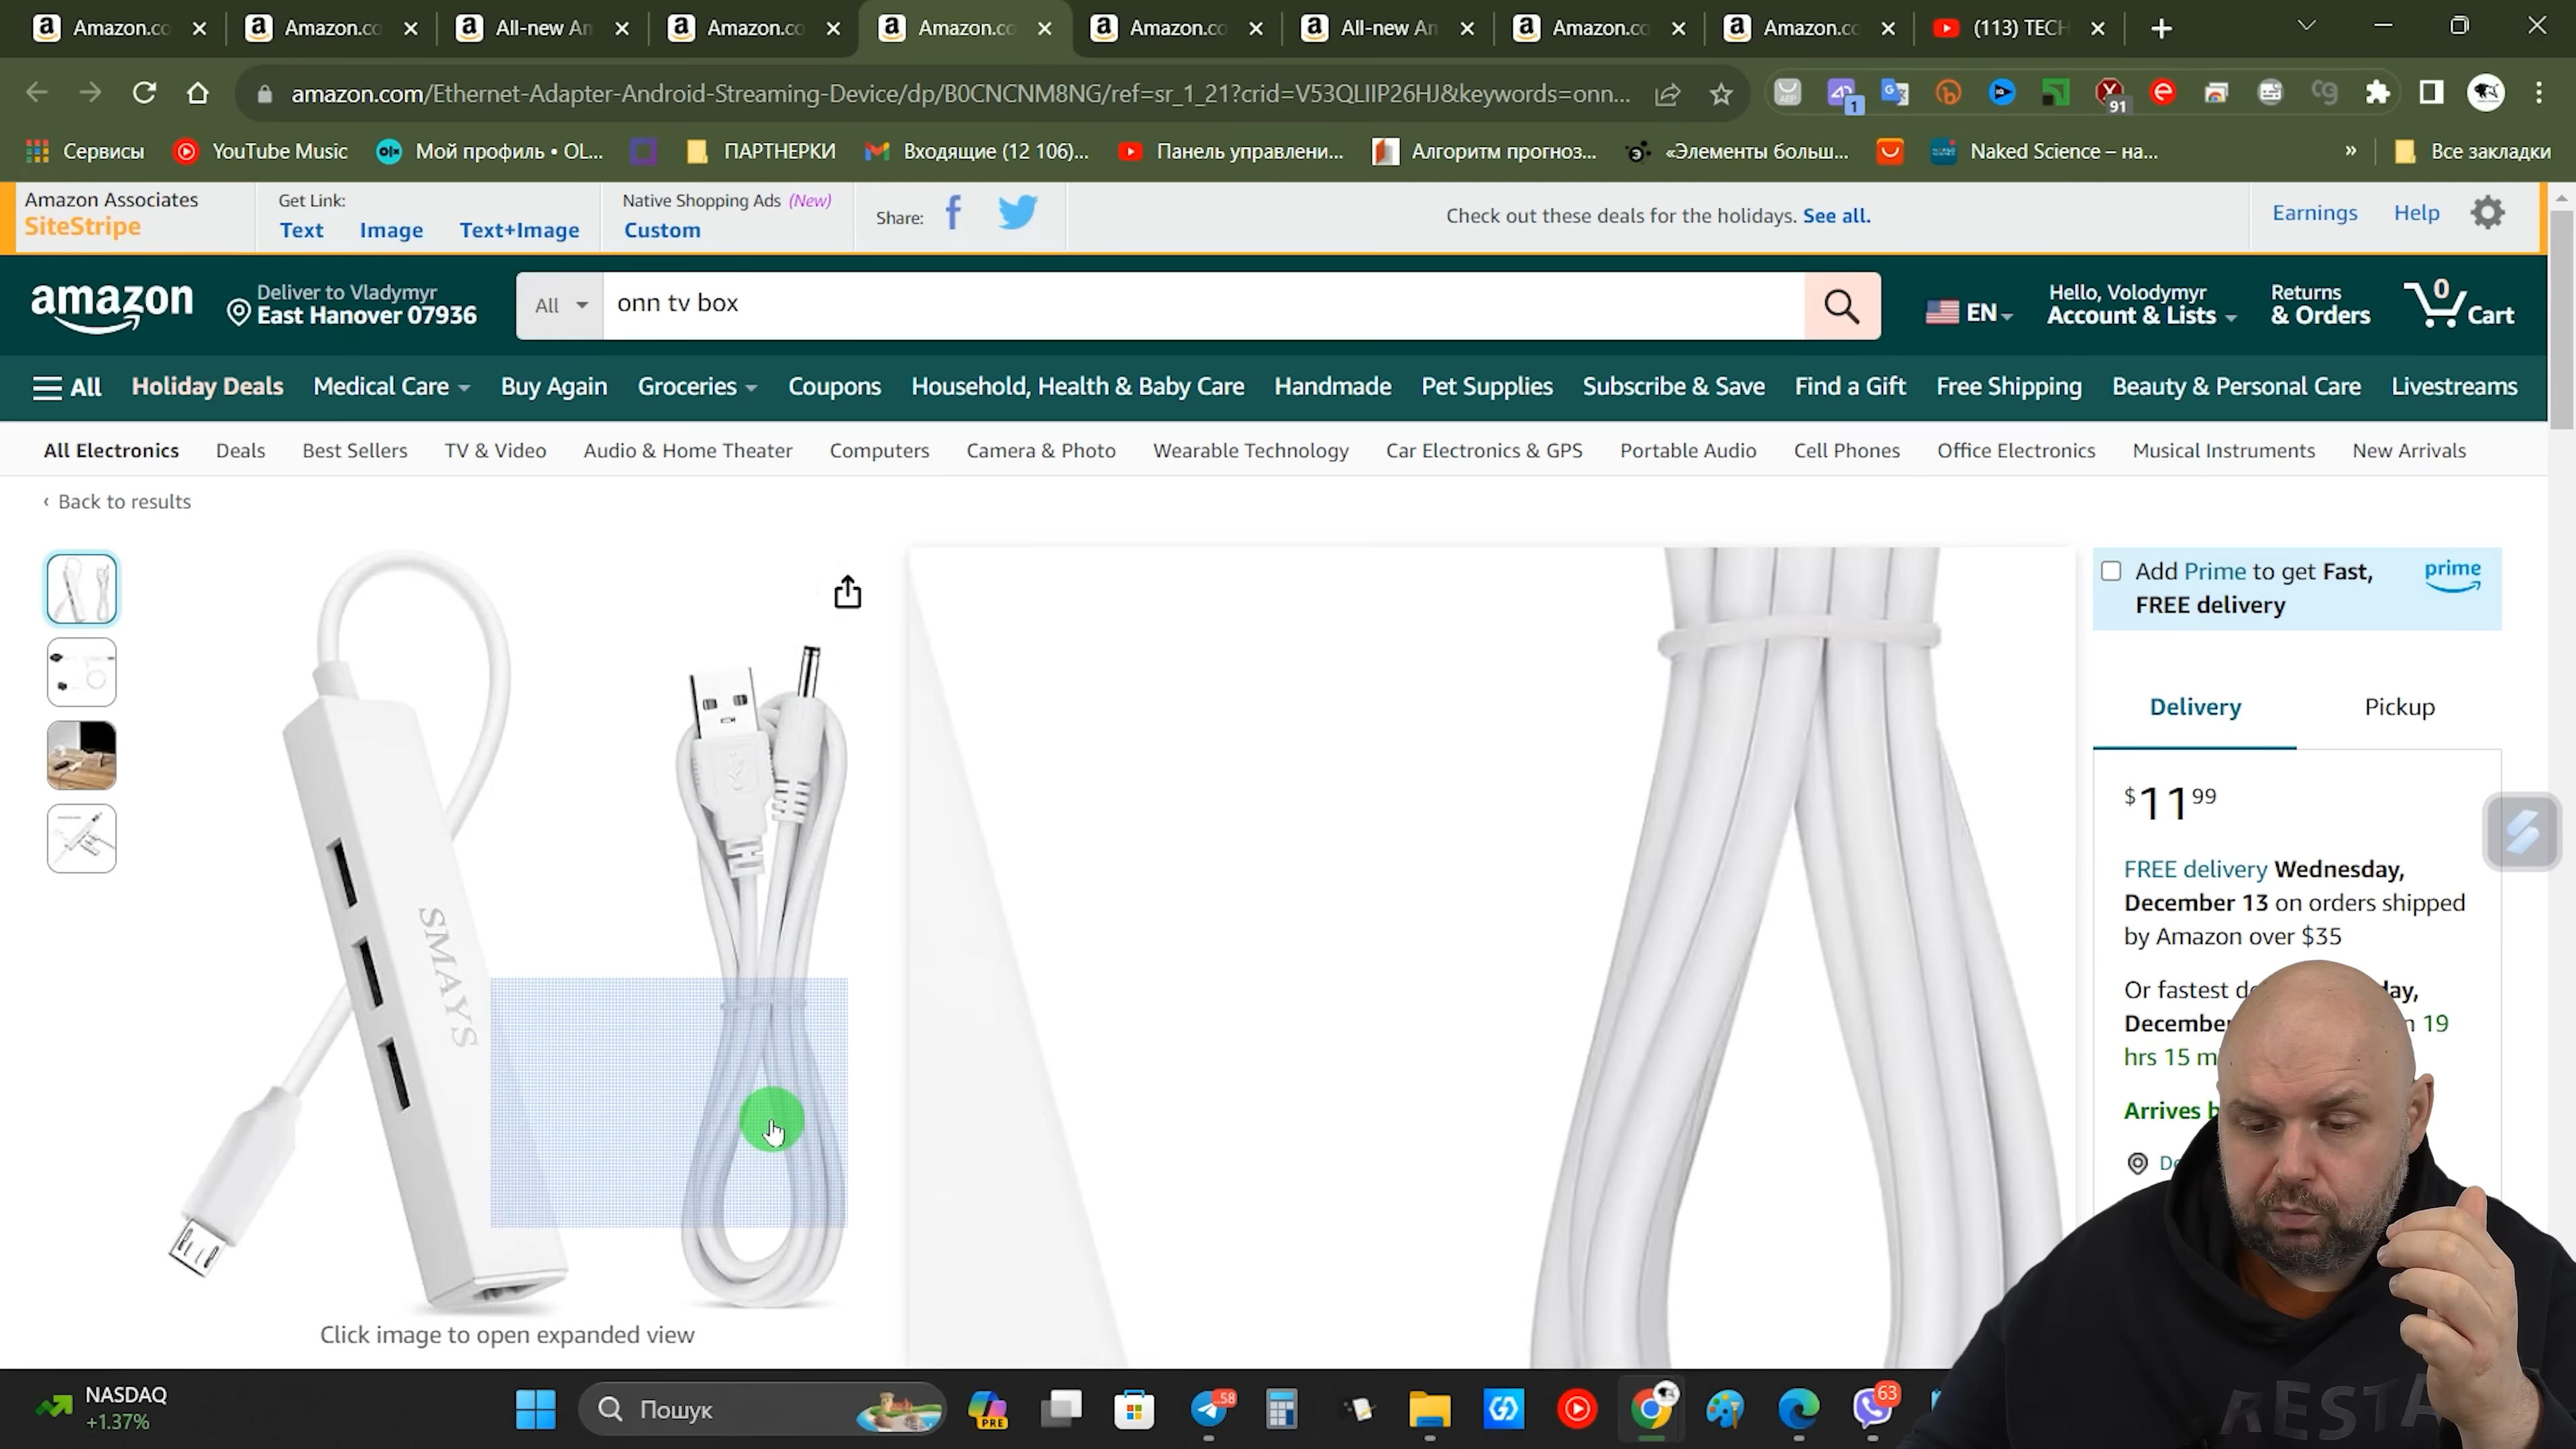 Amazon.co
Amazon.co
All-new An
Amazon.co
Amazon.co
Amazon.co
All-new An
Amazon.co
Amazon.co
(113) TECH
amazon.com/Ethernet-Adapter-Android-Streaming-Device/dp/B0CNCNM8NG/ref=sr_1_21?crid=V53QLIIP26HJ&keywords=onn...
1
91
Сервисы
YouTube Music
Мой профиль • OL...
ПАРТНЕРКИ
Входящие (12 106)...
Панель управлени...
Алгоритм прогноз...
«Элементы больш...
Naked Science – на...
»
Все закладки
Amazon Associates
SiteStripe
Get Link:
Text Image Text+Image
Native Shopping Ads (New)
Custom
Share:
Check out these deals for the holidays. See all.
Earnings Help
amazon
Deliver to Vladymyr
East Hanover 07936
All
onn tv box
EN
Hello, Volodymyr
Account & Lists
Returns
& Orders
0
Cart
All Holiday Deals Medical Care Buy Again Groceries Coupons Household, Health & Baby Care Handmade Pet Supplies Subscribe & Save Find a Gift Free Shipping Beauty & Personal Care Livestreams
All Electronics Deals Best Sellers TV & Video Audio & Home Theater Computers Camera & Photo Wearable Technology Car Electronics & GPS Portable Audio Cell Phones Office Electronics Musical Instruments New Arrivals
‹ Back to results
SMAYS
Click image to open expanded view
Add Prime to get Fast,
FREE delivery
prime
Delivery Pickup
$11 99
FREE delivery Wednesday,
December 13 on orders shipped
by Amazon over $35
Or fastest
December 19
hrs 15
Arrives
NASDAQ
+1.37%
Пошук
PRE
58
63